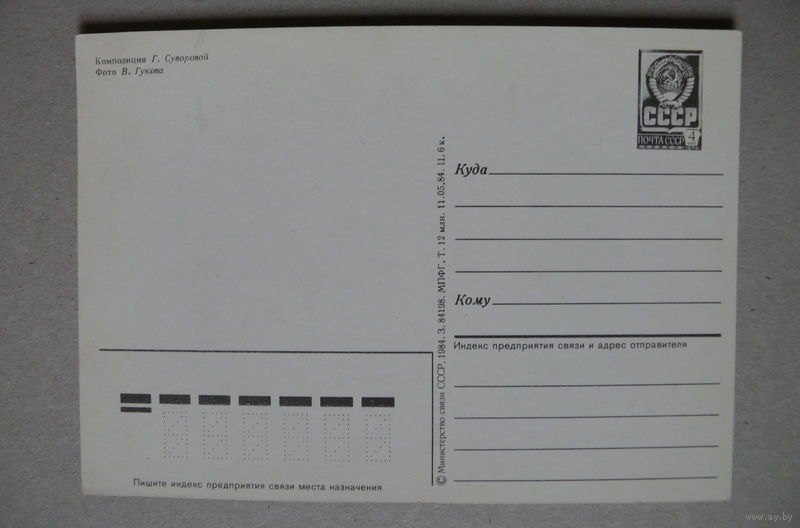 Композиция Г. Суворовой
Фото В. Гукова
СССР
ПОЧТА СССР 4
Куда
Кому
Индекс предприятия связи и адрес отправителя
© Министерство связи СССР, 1984. З. 84198. МПФГ. Т. 12 млн. 11.05.84. Ц. 6 к.
Пишите индекс предприятия связи места назначения
www.ay.by